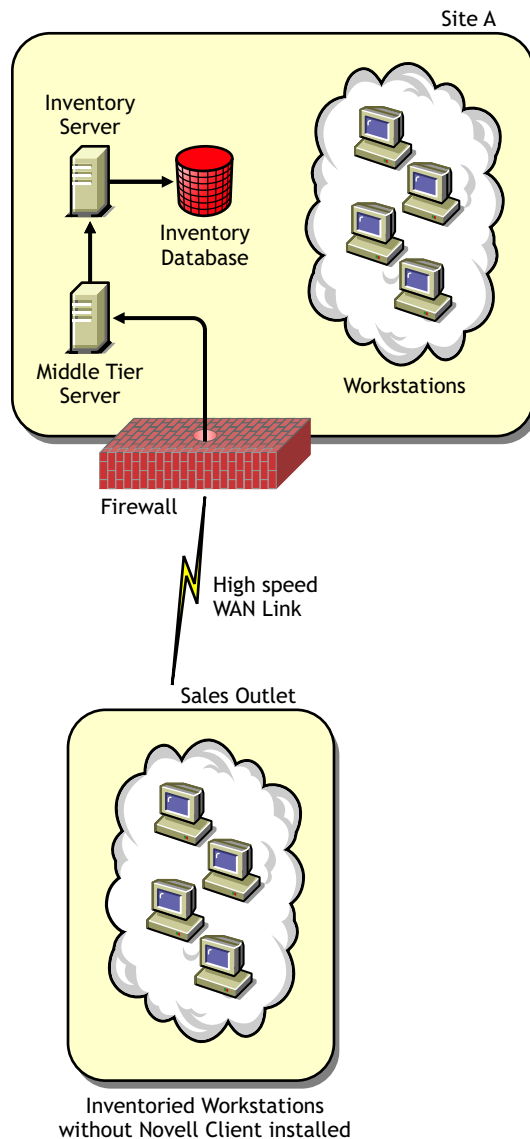 Site A
Inventory
Server
Inventory
Database
Middle Tier
Server
Workstations
Firewall
High speed
WAN Link
Sales Outlet
Inventoried Workstations
without Novell Client installed